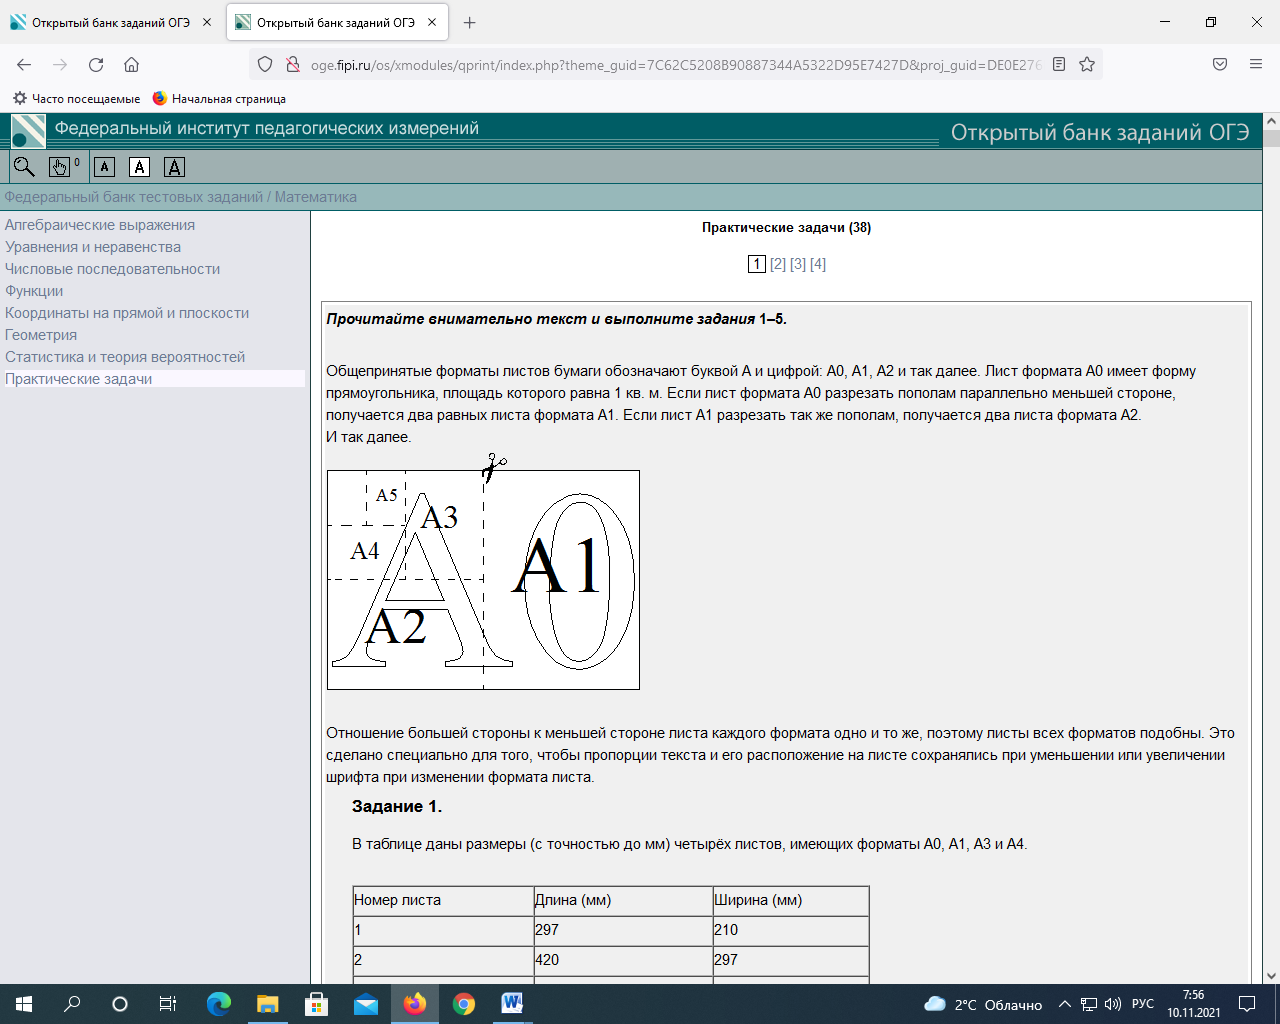 Открытый банк заданий ОГЭ
Открытый банк заданий ОГЭ
oge.fipi.ru/os/xmodules/qprint/index.php?theme_guid=7C62C5208B90887344A5322D95E7427D&proj_guid=DE0E276
Часто посещаемые
Начальная страница
Федеральный институт педагогических измерений
Открытый банк заданий ОГЭ
0
A
A
A
Федеральный банк тестовых заданий / Математика
Алгебраические выражения
Уравнения и неравенства
Числовые последовательности
Функции
Координаты на прямой и плоскости
Геометрия
Статистика и теория вероятностей
Практические задачи
Практические задачи (38)
1 [2] [3] [4]
Прочитайте внимательно текст и выполните задания 1–5.
Общепринятые форматы листов бумаги обозначают буквой А и цифрой: А0, А1, А2 и так далее. Лист формата А0 имеет форму
прямоугольника, площадь которого равна 1 кв. м. Если лист формата А0 разрезать пополам параллельно меньшей стороне,
получается два равных листа формата А1. Если лист А1 разрезать так же пополам, получается два листа формата А2.
И так далее.
А5
А3
А4
А1
А2
А0
Отношение большей стороны к меньшей стороне листа каждого формата одно и то же, поэтому листы всех форматов подобны. Это
сделано специально для того, чтобы пропорции текста и его расположение на листе сохранялись при уменьшении или увеличении
шрифта при изменении формата листа.
Задание 1.
В таблице даны размеры (с точностью до мм) четырёх листов, имеющих форматы А0, А1, А3 и А4.
Номер листа Длина (мм) Ширина (мм)
1 297 210
2 420 297
2°C Облачно
РУС
7:56
10.11.2021